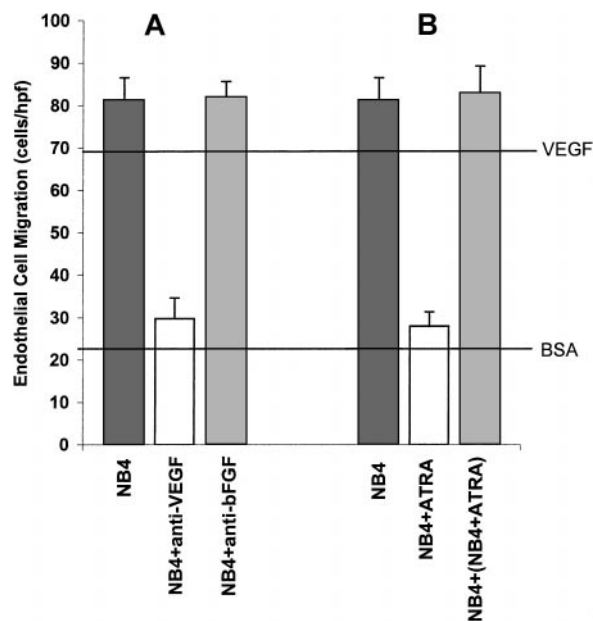 A
B
Endothelial Cell Migration (cells/hpf)
100
90
80
70
60
50
40
30
20
10
0
VEGF
BSA
NB4
NB4+anti-VEGF
NB4+anti-bFGF
NB4
NB4+ATRA
NB4+(NB4+ATRA)